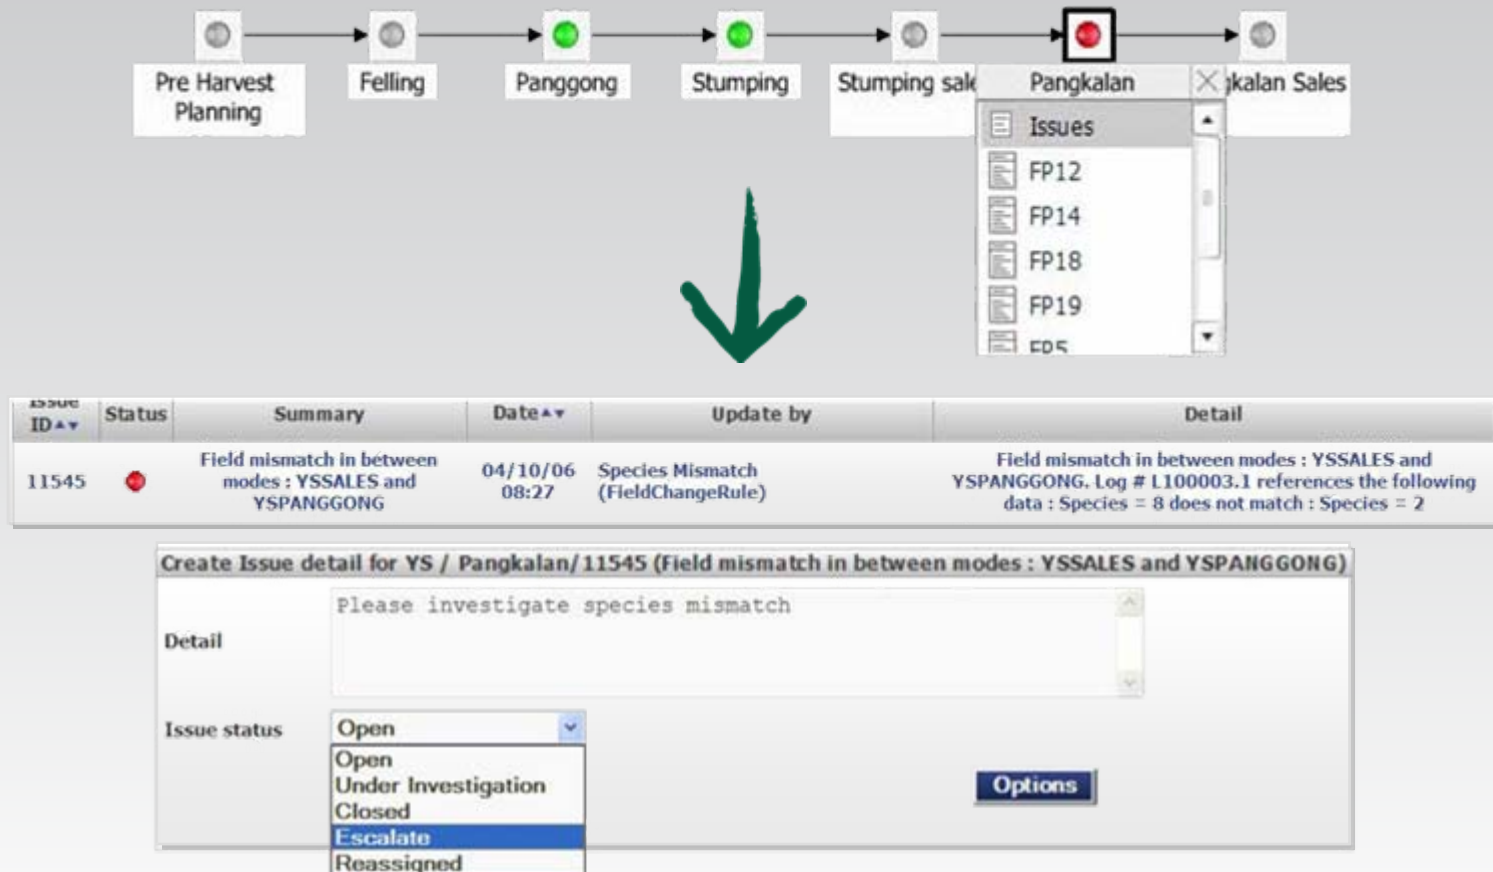 Pre Harvest
Planning
Felling
Panggong
Stumping
Stumping sale
Pangkalan
gkalan Sales
Issues
FP12
FP14
FP18
FP19
FP5
Issue
ID
Status
Summary
Date
Update by
Detail
11545
Field mismatch in between
modes : YSSALES and
YSPANGGONG
04/10/06
08:27
Species Mismatch
(FieldChangeRule)
Field mismatch in between modes : YSSALES and
YSPANGGONG. Log # L100003.1 references the following
data : Species = 8 does not match : Species = 2
Create Issue detail for YS / Pangkalan/11545 (Field mismatch in between modes : YSSALES and YSPANGGONG)
Detail
Please investigate species mismatch
Issue status
Open
Open
Under Investigation
Closed
Escalate
Reassigned
Options